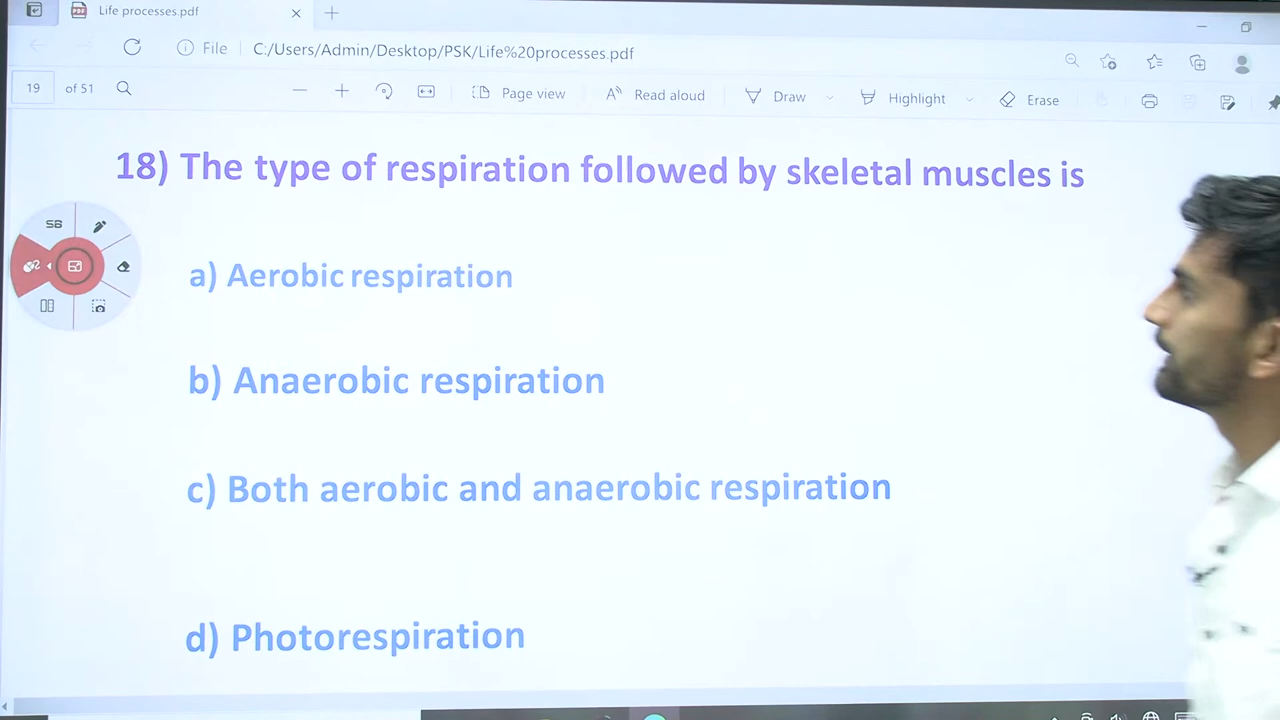 Life processes.pdf
File C:/Users/Admin/Desktop/PSK/Life%20processes.pdf
19 of 51 Page view Read aloud Draw Highlight Erase
18) The type of respiration followed by skeletal muscles is
SB
a) Aerobic respiration
b) Anaerobic respiration
c) Both aerobic and anaerobic respiration
d) Photorespiration